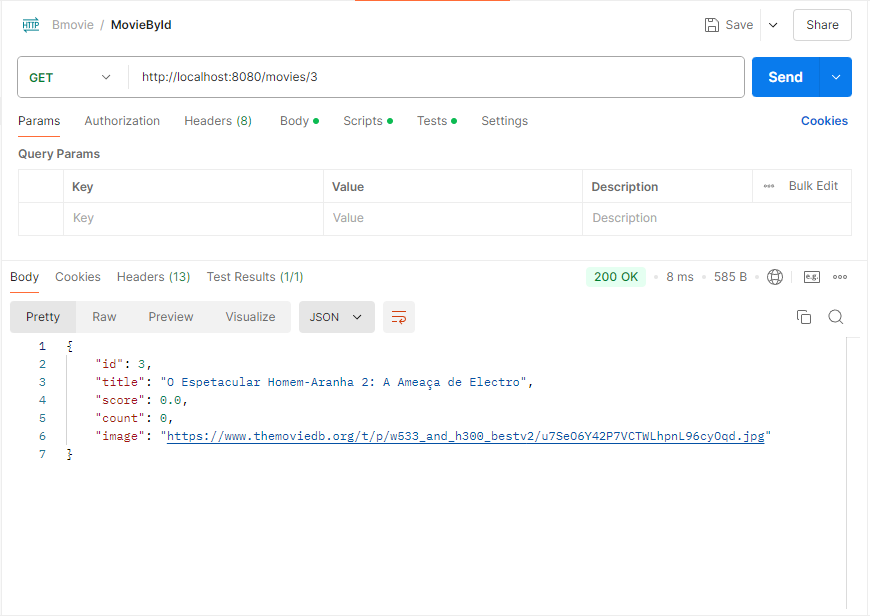 HTTP Bmovie / MovieById Save Share
GET http://localhost:8080/movies/3 Send
Params Authorization Headers (8) Body Scripts Tests Settings Cookies
Query Params
Key Value Description Bulk Edit
Key Value Description
Body Cookies Headers (13) Test Results (1/1) 200 OK 8 ms 585 B e.g.
Pretty Raw Preview Visualize JSON
1 {
2 "id": 3,
3 "title": "O Espetacular Homem-Aranha 2: A Ameaça de Electro",
4 "score": 0.0,
5 "count": 0,
6 "image": "https://www.themoviedb.org/t/p/w533_and_h300_bestv2/u7SeO6Y42P7VCTWLhpnL96cyOqd.jpg"
7 }